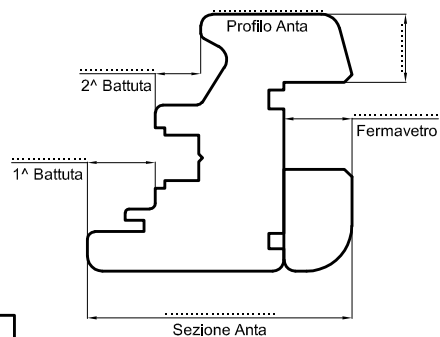 Profilo Anta
2^ Battuta
Fermavetro
1^ Battuta
Sezione Anta